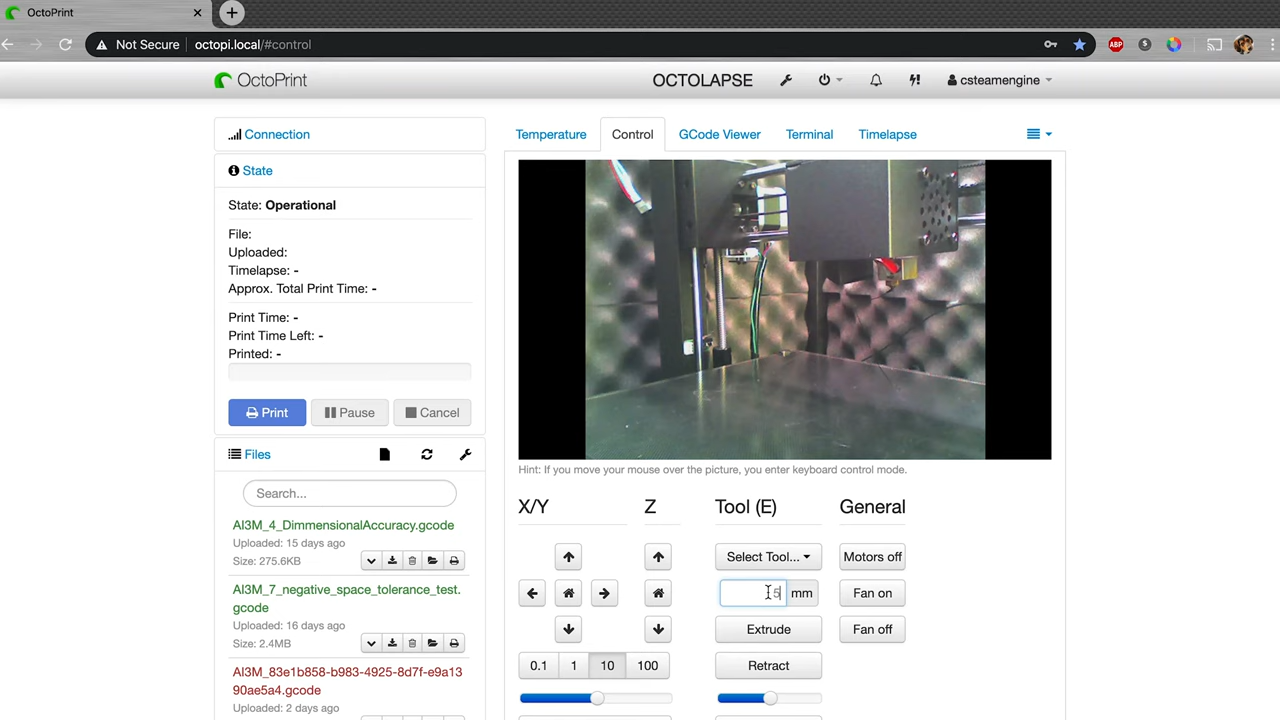 OctoPrint
Not Secure octopi.local/#control
ABP
S
OctoPrint
OCTOLAPSE
csteamengine
Connection
State
State: Operational
File:
Uploaded:
Timelapse: -
Approx. Total Print Time: -
Print Time: -
Print Time Left: -
Printed: -
Print
Pause
Cancel
Files
Search...
AI3M_4_DimmensionalAccuracy.gcode
Uploaded: 15 days ago
Size: 275.6KB
AI3M_7_negative_space_tolerance_test.
gcode
Uploaded: 16 days ago
Size: 2.4MB
AI3M_83e1b858-b983-4925-8d7f-e9a13
90ae5a4.gcode
Uploaded: 2 days ago
Temperature
Control
GCode Viewer
Terminal
Timelapse
Hint: If you move your mouse over the picture, you enter keyboard control mode.
X/Y
Z
Tool (E)
General
Select Tool...
Motors off
5 mm
Fan on
Extrude
Fan off
0.1 1 10 100
Retract